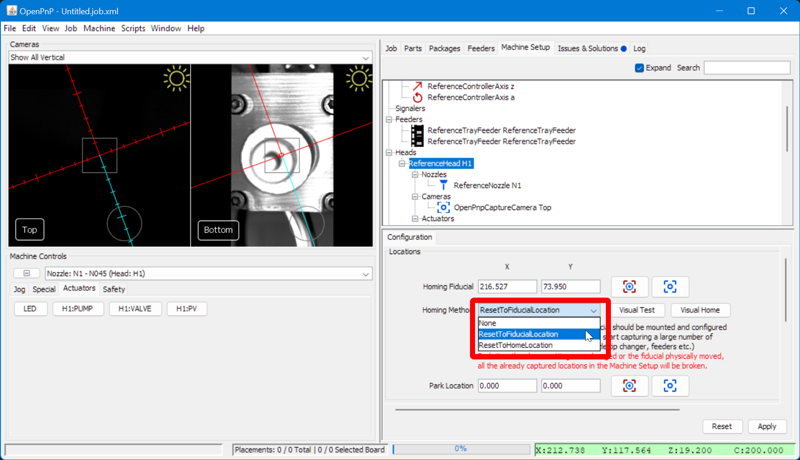 OpenPnP - Untitled.job.xml
File Edit View Job Machine Scripts Window
Cameras
Show All Vertical
Top
Bottom
Machine Controls
Nozzle: N1 - N045 (Head: H1)
Jog Special Actuators Safety
LED H1:PUMP H1:VALVE H1:PV
Job Parts Packages Feeders Machine Setup Issues & Solutions Log
Expand Search
ReferenceControllerAxis z
ReferenceControllerAxis a
Signalers
Feeders
ReferenceTrayFeeder ReferenceTrayFeeder
ReferenceTrayFeeder ReferenceTrayFeeder
Heads
ReferenceHead H1
Nozzles
ReferenceNozzle N1
Cameras
OpenPnpCaptureCamera Top
Actuators
Configuration
Locations
X Y
Homing Fiducial 216.527 73.950
Homing Method ResetToFiducialLocation Visual Test Visual Home
None
ResetToFiducialLocation
ResetToHomeLocation
should be mounted and configured
start capturing a large number of
changer, feeders etc.)
or the fiducial physically moved,
all the already captured locations in the Machine Setup will be broken.
Park Location 0.000 0.000
Reset Apply
Placements: 0 / 0 Total | 0 / 0 Selected Board 0% X:212.738 Y:117.564 Z:19.200 C:200.000